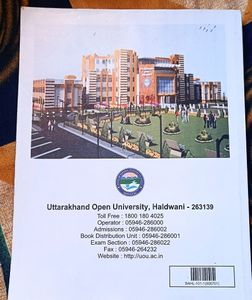 Uttarakhand Open University, Haldwani - 263139
Toll Free : 1800 180 4025
Operator : 05946-286000
Admissions : 05946-286002
Book Distribution Unit : 05946-286001
Exam Section : 05946-286022
Fax : 05946-264232
Website : http://uou.ac.in